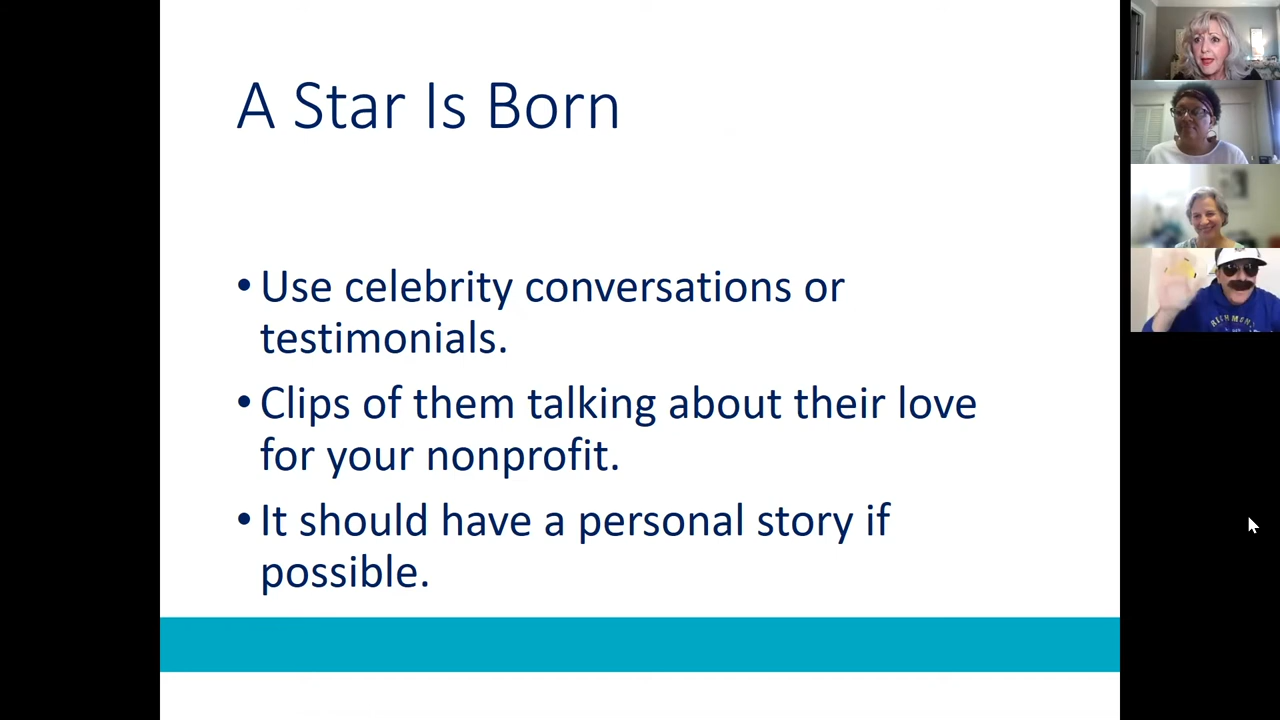 A Star Is Born
• Use celebrity conversations or
testimonials.
• Clips of them talking about their love
for your nonprofit.
• It should have a personal story if
possible.
RICHMOND